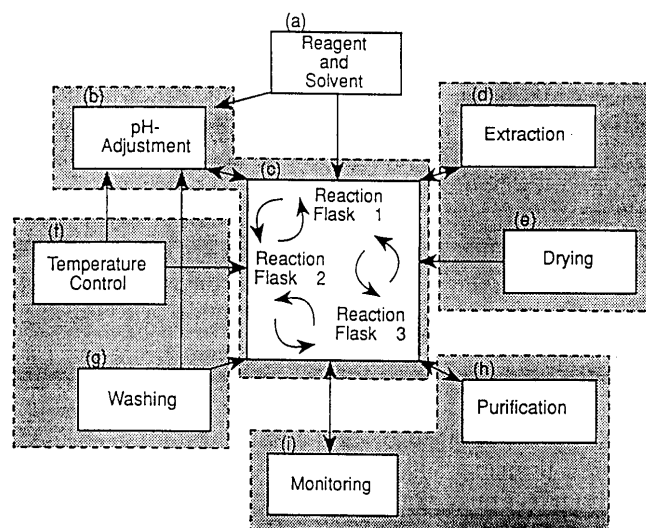 (a)
Reagent
and
Solvent
(b)
pH-
Adjustment
(c)
Reaction
Flask 1
Reaction
Flask 2
Reaction
Flask 3
(d)
Extraction
(e)
Drying
(f)
Temperature
Control
(g)
Washing
(h)
Purification
(i)
Monitoring